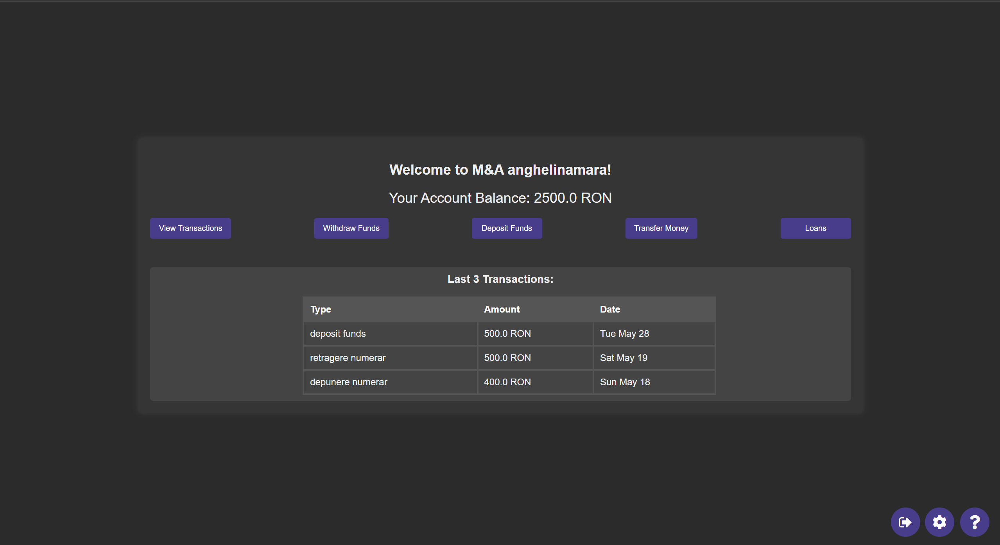 Welcome to M&A anghelinamara!
Your Account Balance: 2500.0 RON
View Transactions Withdraw Funds Deposit Funds Transfer Money Loans
Last 3 Transactions:
Type Amount Date
deposit funds 500.0 RON Tue May 28
retragere numerar 500.0 RON Sat May 19
depunere numerar 400.0 RON Sun May 18